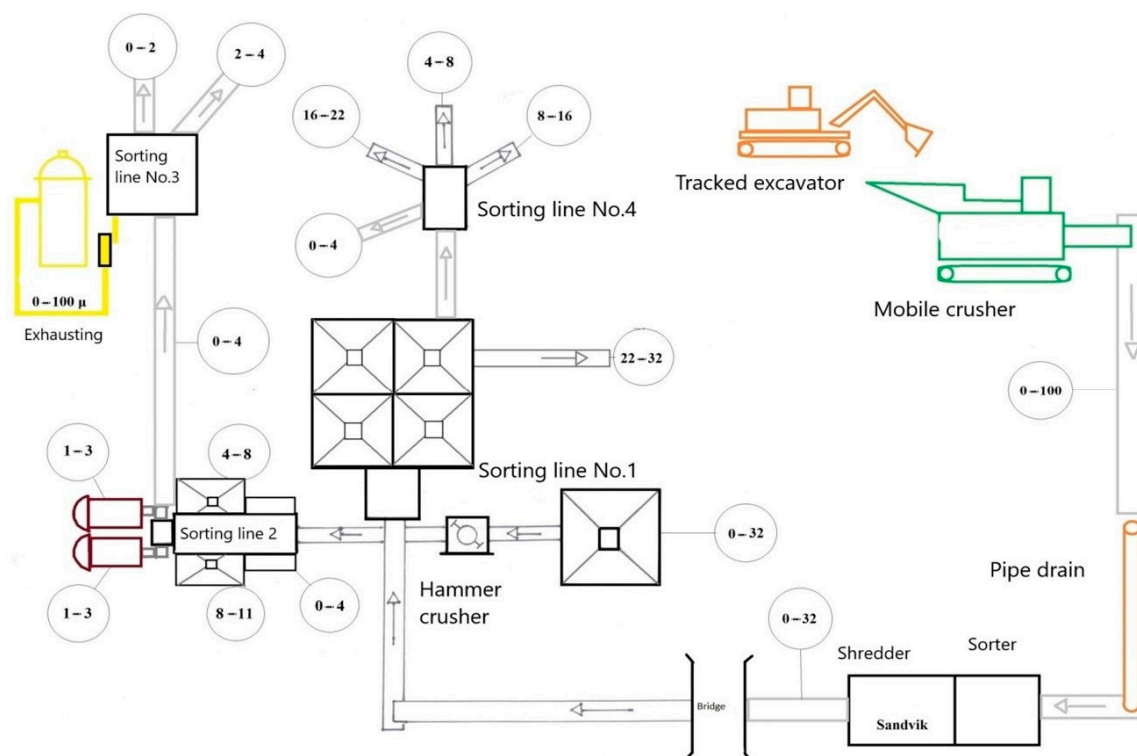 0–2
2–4
4–8
16–22
8–16
Sorting
line No.3
Tracked excavator
Sorting line No.4
0–4
0–100 μ
Mobile crusher
Exhausting
0–4
22–32
0–100
1–3
4–8
Sorting line No.1
Sorting line 2
0–32
Pipe drain
1–3
8–11
0–4
Hammer
crusher
0–32
Shredder
Sorter
Bridge
Sandvik